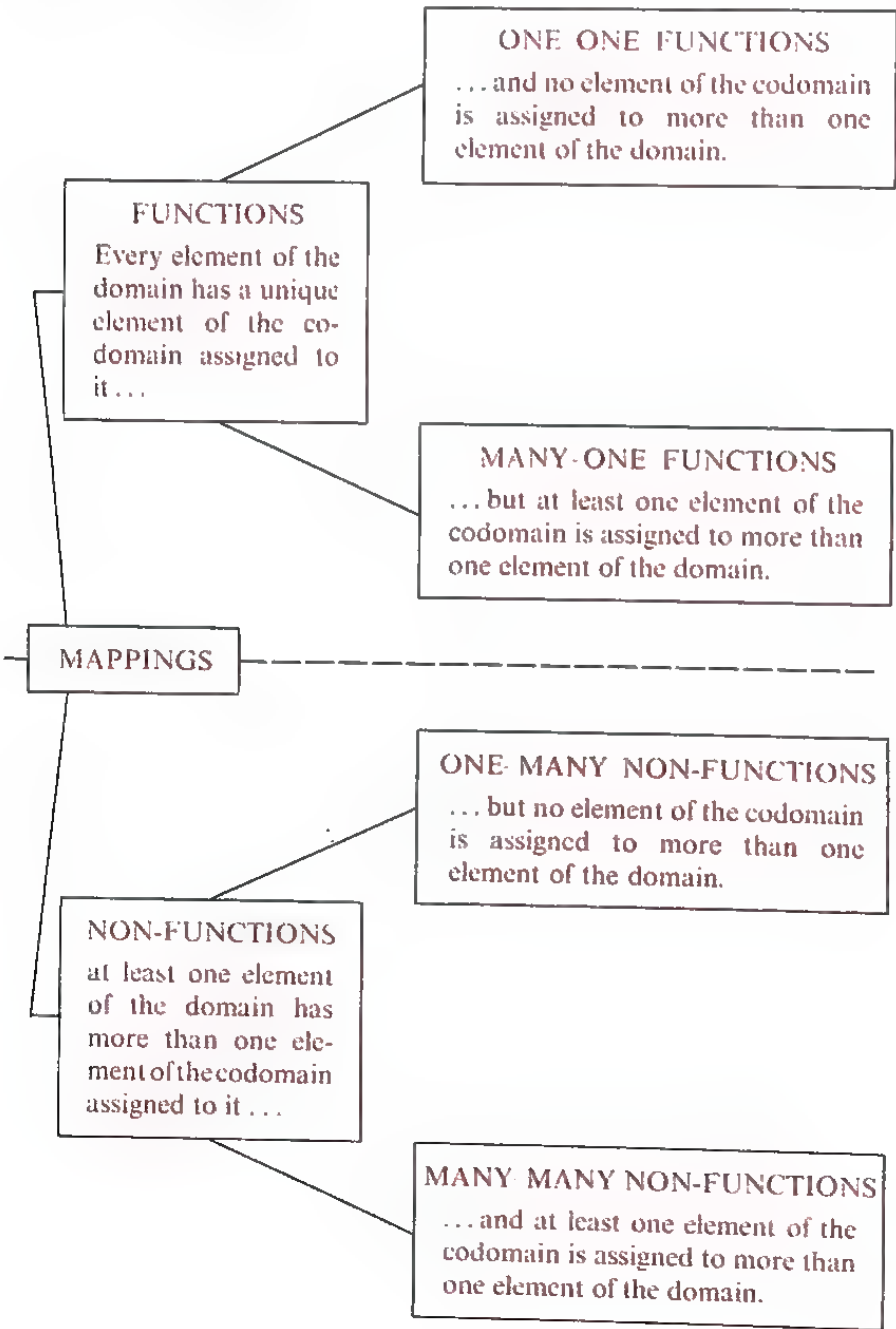 ONE ONE FUNCTIONS
...and no element of the codomain
is assigned to more than one
element of the domain.
FUNCTIONS
Every element of the
domain has a unique
element of the co-
domain assigned to
it...
MANY-ONE FUNCTIONS
...but at least one element of the
codomain is assigned to more than
one element of the domain.
MAPPINGS
ONE-MANY NON-FUNCTIONS
...but no element of the codomain
is assigned to more than one
element of the domain.
NON-FUNCTIONS
at least one element
of the domain has
more than one ele-
ment of the codomain
assigned to it ...
MANY MANY NON-FUNCTIONS
...and at least one element of the
codomain is assigned to more than
one element of the domain.